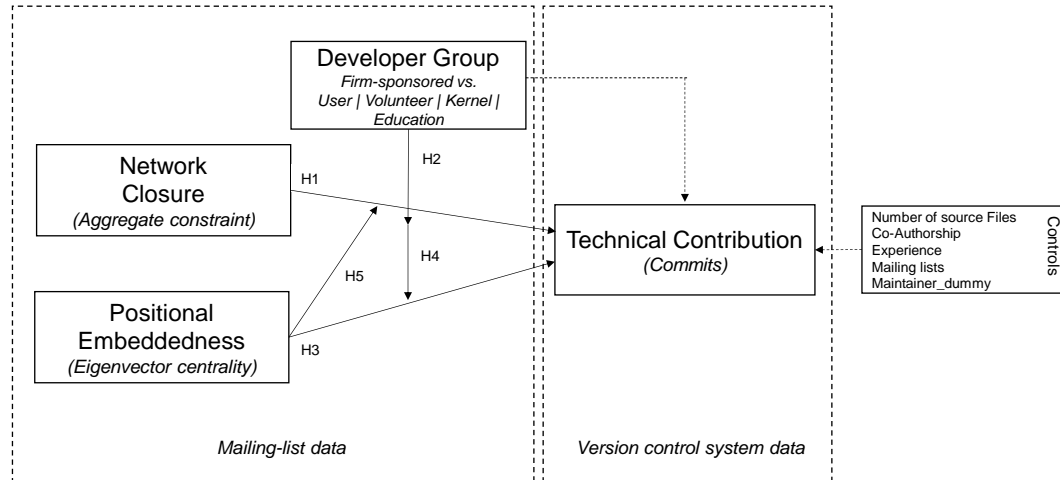 Developer Group
Firm-sponsored vs.
User | Volunteer | Kernel |
Education
H2
Network
Closure
(Aggregate constraint)
H1
H4
H5
Positional
Embeddedness
(Eigenvector centrality)
H3
Mailing-list data
Technical Contribution
(Commits)
Version control system data
Number of source Files
Co-Authorship
Experience
Mailing lists
Maintainer_dummy
Controls